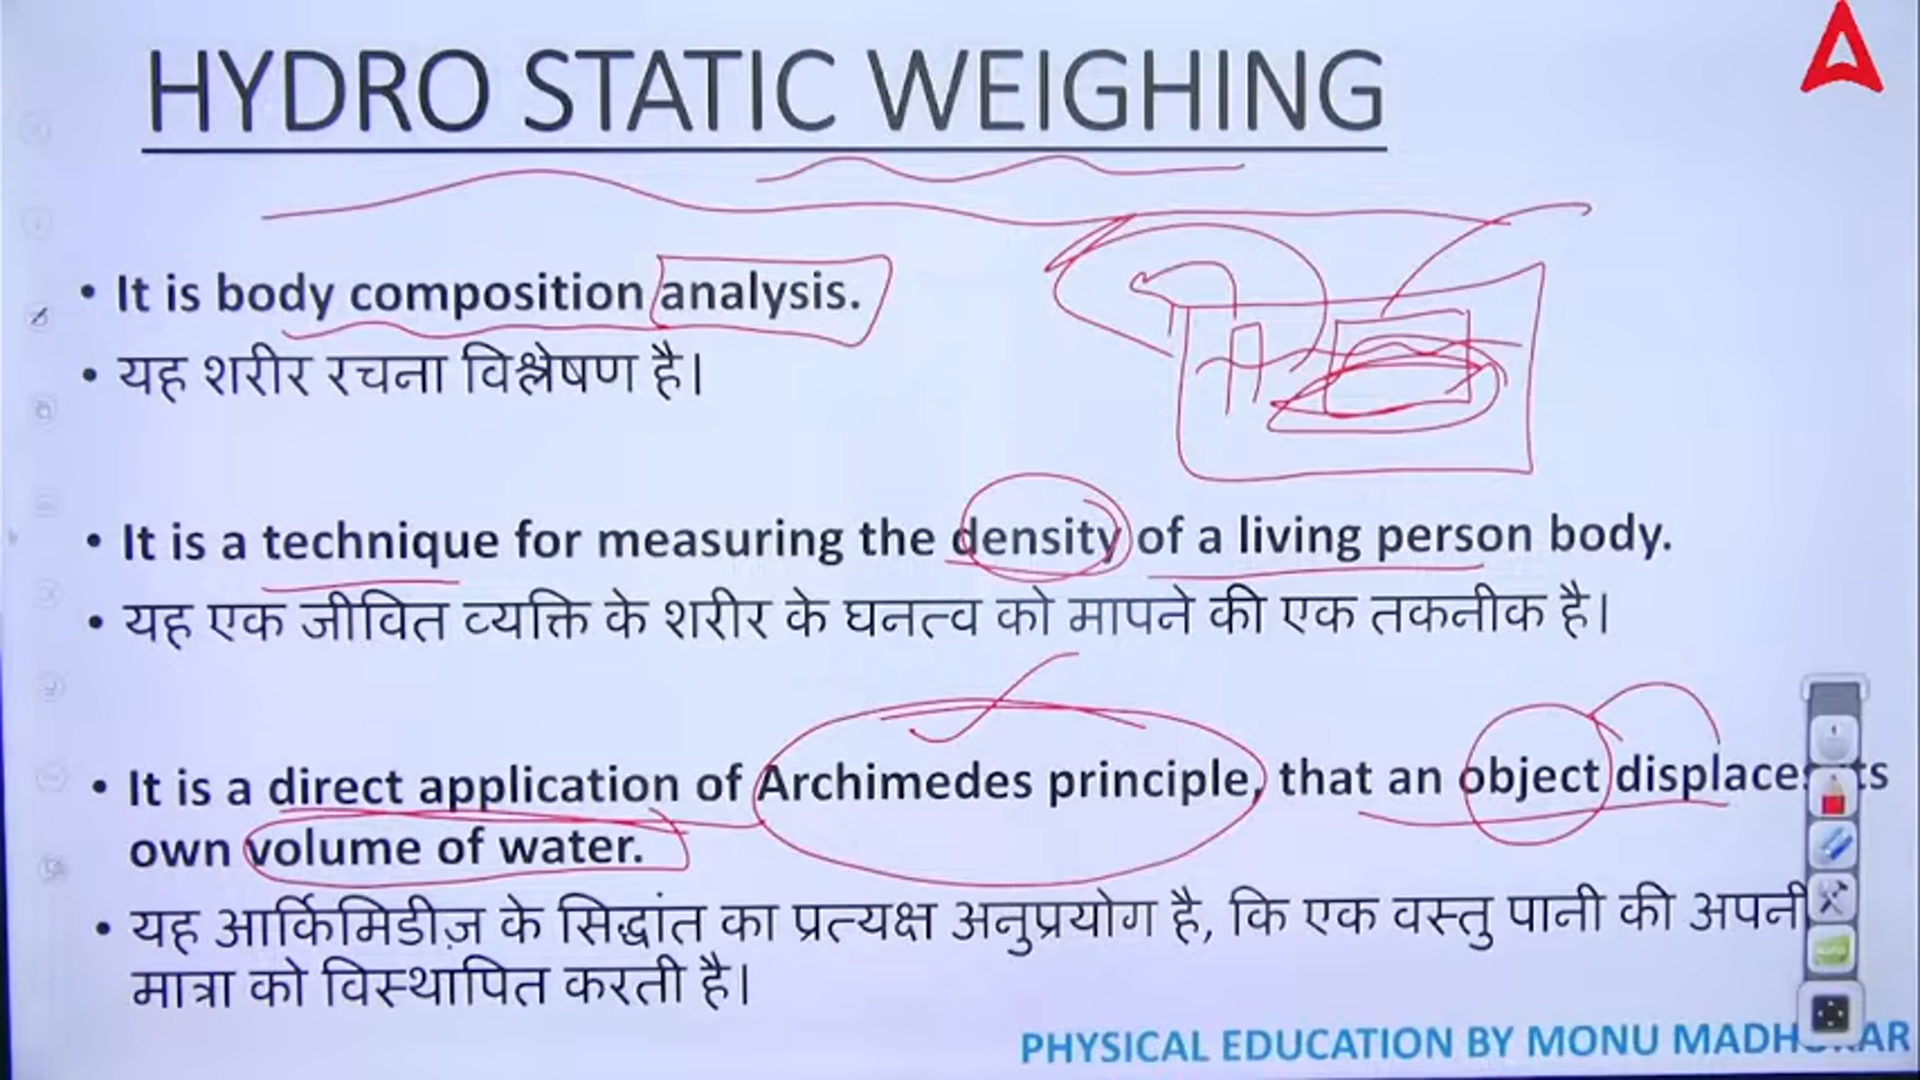 HYDRO STATIC WEIGHING
• It is body composition analysis.
• यह शरीर रचना विश्लेषण है।
• It is a technique for measuring the density of a living person body.
• यह एक जीवित व्यक्ति के शरीर के घनत्व को मापने की एक तकनीक है।
• It is a direct application of Archimedes principle, that an object displaces its
own volume of water.
• यह आर्किमिडीज़ के सिद्धांत का प्रत्यक्ष अनुप्रयोग है, कि एक वस्तु पानी की अपनी
मात्रा को विस्थापित करती है।
PHYSICAL EDUCATION BY MONU MADHUKAR